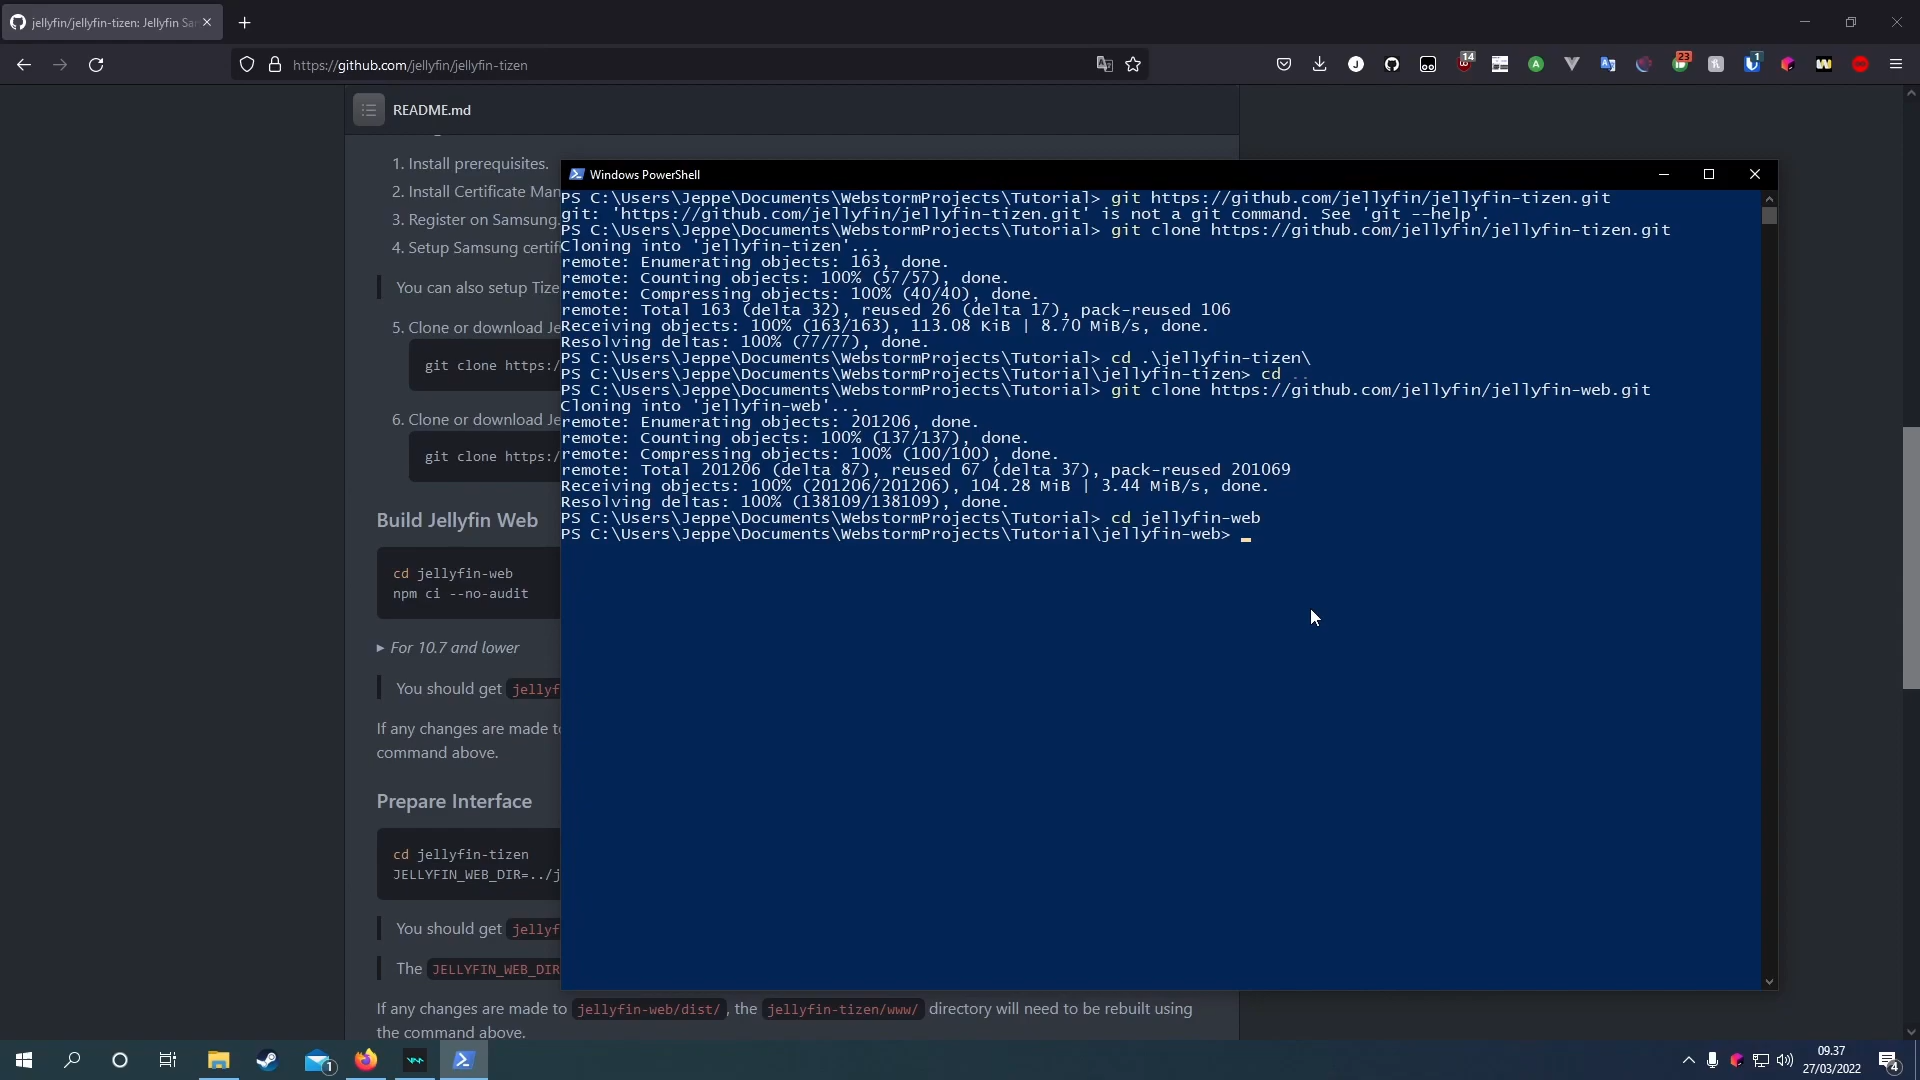 jellyfin/jellyfin-tizen: Jellyfin Sa
https://github.com/jellyfin/jellyfin-tizen
14
23
1
README.md
1. Install prerequisites.
2. Install Certificate Man
3. Register on Samsung.
4. Setup Samsung certif
You can also setup Tize
5. Clone or download Je
git clone https:/
6. Clone or download Je
git clone https:/
Build Jellyfin Web
cd jellyfin-web
npm ci --no-audit
For 10.7 and lower
You should get jellyf
If any changes are made to
command above.
Prepare Interface
cd jellyfin-tizen
JELLYFIN_WEB_DIR=../j
You should get jellyf
The JELLYFIN_WEB_DIR
If any changes are made to jellyfin-web/dist/, the jellyfin-tizen/www/ directory will need to be rebuilt using
the command above.
Windows PowerShell
PS C:\Users\Jeppe\Documents\WebstormProjects\Tutorial> git https://github.com/jellyfin/jellyfin-tizen.git
git: 'https://github.com/jellyfin/jellyfin-tizen.git' is not a git command. See 'git --help'.
PS C:\Users\Jeppe\Documents\WebstormProjects\Tutorial> git clone https://github.com/jellyfin/jellyfin-tizen.git
Cloning into 'jellyfin-tizen'...
remote: Enumerating objects: 163, done.
remote: Counting objects: 100% (57/57), done.
remote: Compressing objects: 100% (40/40), done.
remote: Total 163 (delta 32), reused 26 (delta 17), pack-reused 106
Receiving objects: 100% (163/163), 113.08 KiB | 8.70 MiB/s, done.
Resolving deltas: 100% (77/77), done.
PS C:\Users\Jeppe\Documents\WebstormProjects\Tutorial> cd .\jellyfin-tizen\
PS C:\Users\Jeppe\Documents\WebstormProjects\Tutorial\jellyfin-tizen> cd ..
PS C:\Users\Jeppe\Documents\WebstormProjects\Tutorial> git clone https://github.com/jellyfin/jellyfin-web.git
Cloning into 'jellyfin-web'...
remote: Enumerating objects: 201206, done.
remote: Counting objects: 100% (137/137), done.
remote: Compressing objects: 100% (100/100), done.
remote: Total 201206 (delta 87), reused 67 (delta 37), pack-reused 201069
Receiving objects: 100% (201206/201206), 104.28 MiB | 3.44 MiB/s, done.
Resolving deltas: 100% (138109/138109), done.
PS C:\Users\Jeppe\Documents\WebstormProjects\Tutorial> cd jellyfin-web
PS C:\Users\Jeppe\Documents\WebstormProjects\Tutorial\jellyfin-web>
1
09.37
27/03/2022
4